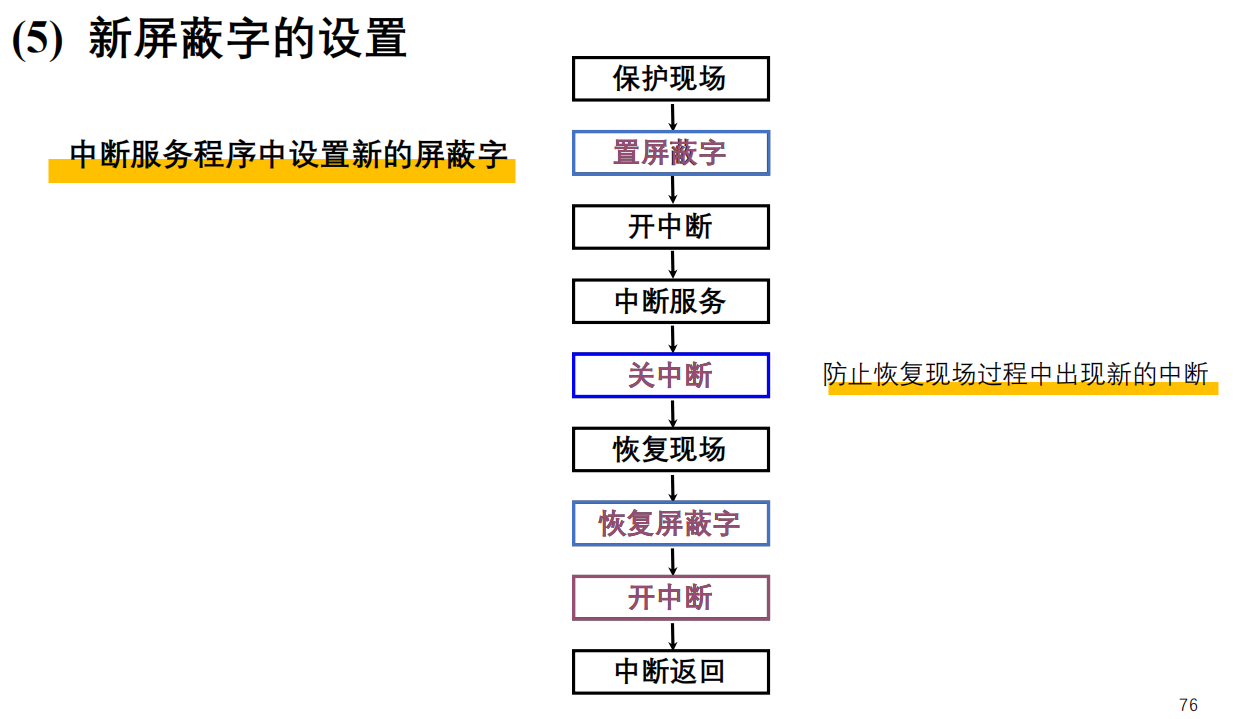 (5) 新屏蔽字的设置
中断服务程序中设置新的屏蔽字
保护现场
置屏蔽字
开中断
中断服务
关中断
防止恢复现场过程中出现新的中断
恢复现场
恢复屏蔽字
开中断
中断返回
76